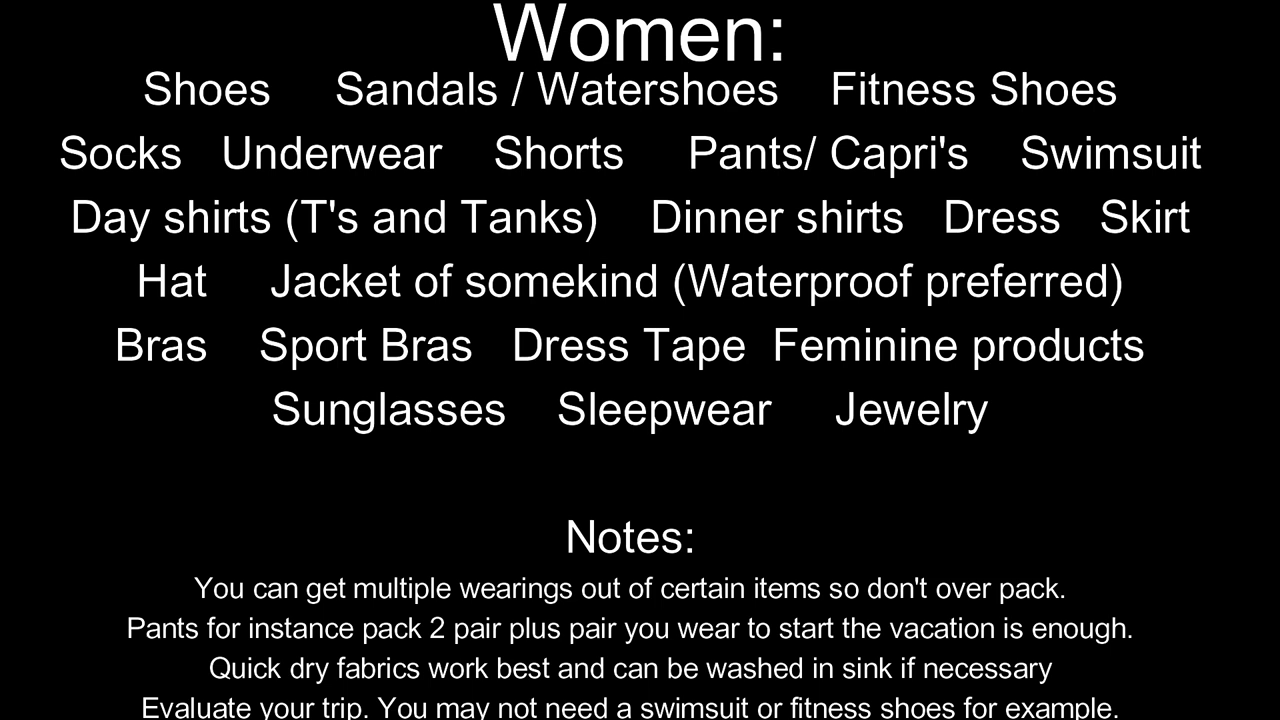 Women:
Shoes Sandals / Watershoes Fitness Shoes
Socks Underwear Shorts Pants/ Capri's Swimsuit
Day shirts (T's and Tanks) Dinner shirts Dress Skirt
Hat Jacket of somekind (Waterproof preferred)
Bras Sport Bras Dress Tape Feminine products
Sunglasses Sleepwear Jewelry
Notes:
You can get multiple wearings out of certain items so don't over pack.
Pants for instance pack 2 pair plus pair you wear to start the vacation is enough.
Quick dry fabrics work best and can be washed in sink if necessary
Evaluate your trip. You may not need a swimsuit or fitness shoes for example.